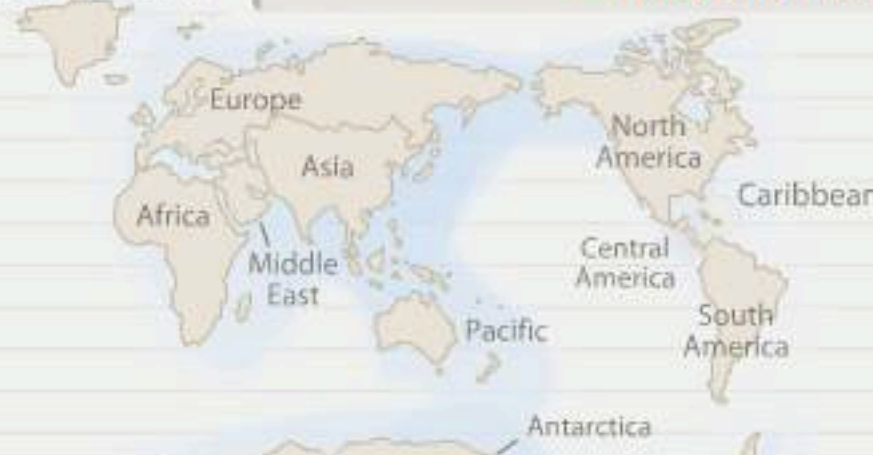 Europe
Asia
North
America
Caribbean
Africa
Central
America
Middle
East
South
America
Pacific
Antarctica